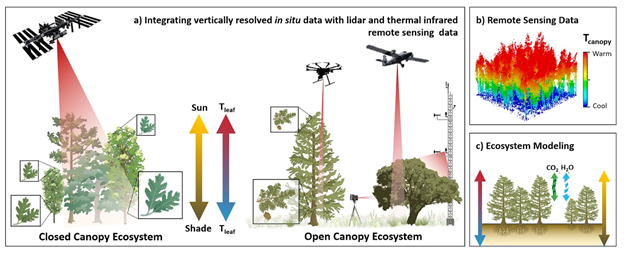 a) Integrating vertically resolved in situ data with lidar and thermal infrared
remote sensing data
Sun
Tleaf
Shade
Tleaf
Closed Canopy Ecosystem
Open Canopy Ecosystem
b) Remote Sensing Data
Tcanopy
Warm
Cool
c) Ecosystem Modeling
CO2 H2O